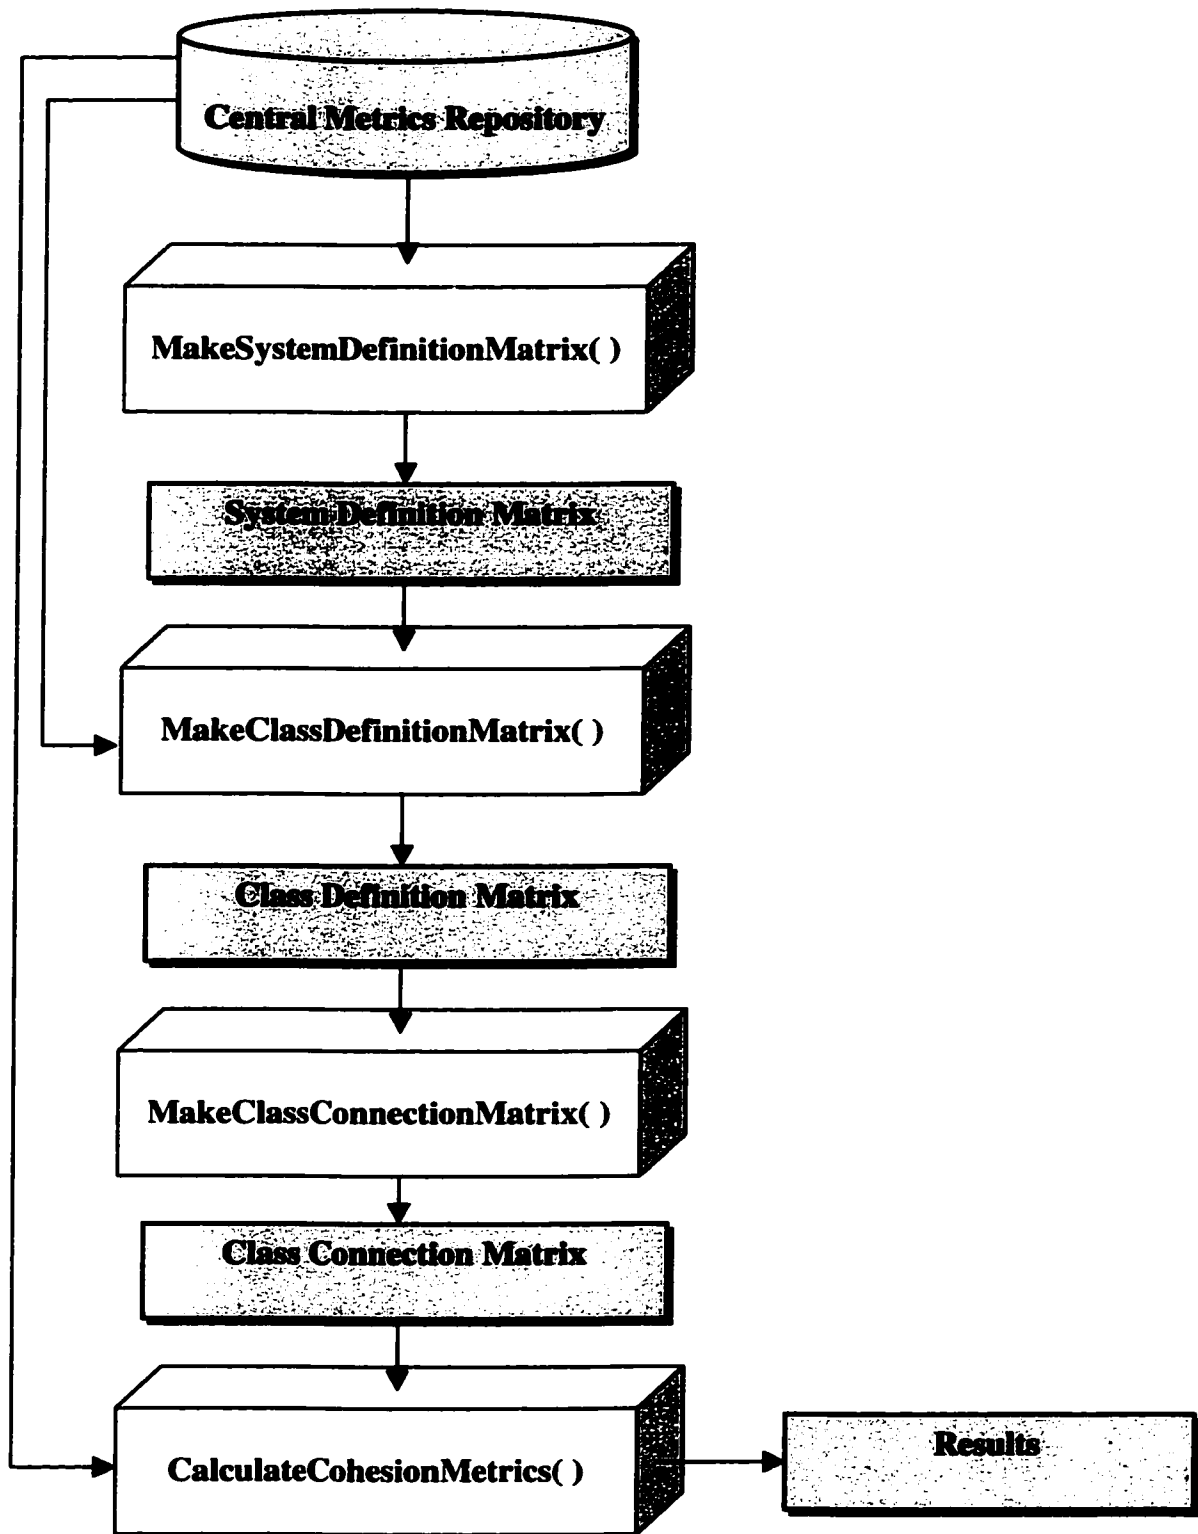 Central Metrics Repository
MakeSystemDefinitionMatrix( )
System Definition Matrix
MakeClassDefinitionMatrix( )
Class Definition Matrix
MakeClassConnectionMatrix( )
Class Connection Matrix
CalculateCohesionMetrics( )
Results